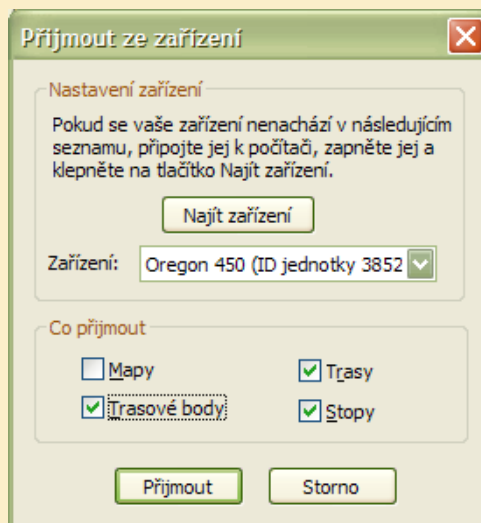 Přijmout ze zařízení
Nastavení zařízení
Pokud se vaše zařízení nenachází v následujícím
seznamu, připojte jej k počítači, zapněte jej a
klepněte na tlačítko Najít zařízení.
Najít zařízení
Zařízení: Oregon 450 (ID jednotky 3852
Co přijmout
Mapy Trasy
Trasové body Stopy
Přijmout Storno